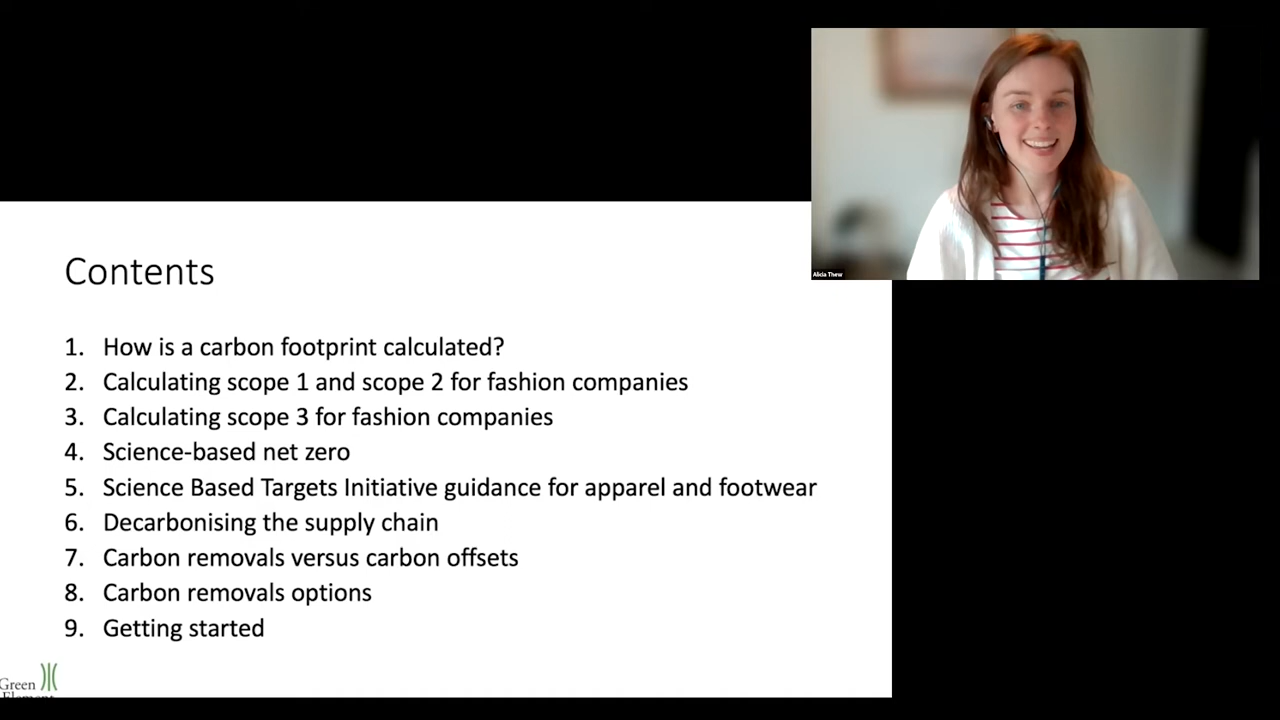 Alicia Thew
Contents
1. How is a carbon footprint calculated?
2. Calculating scope 1 and scope 2 for fashion companies
3. Calculating scope 3 for fashion companies
4. Science-based net zero
5. Science Based Targets Initiative guidance for apparel and footwear
6. Decarbonising the supply chain
7. Carbon removals versus carbon offsets
8. Carbon removals options
9. Getting started
Green
Element